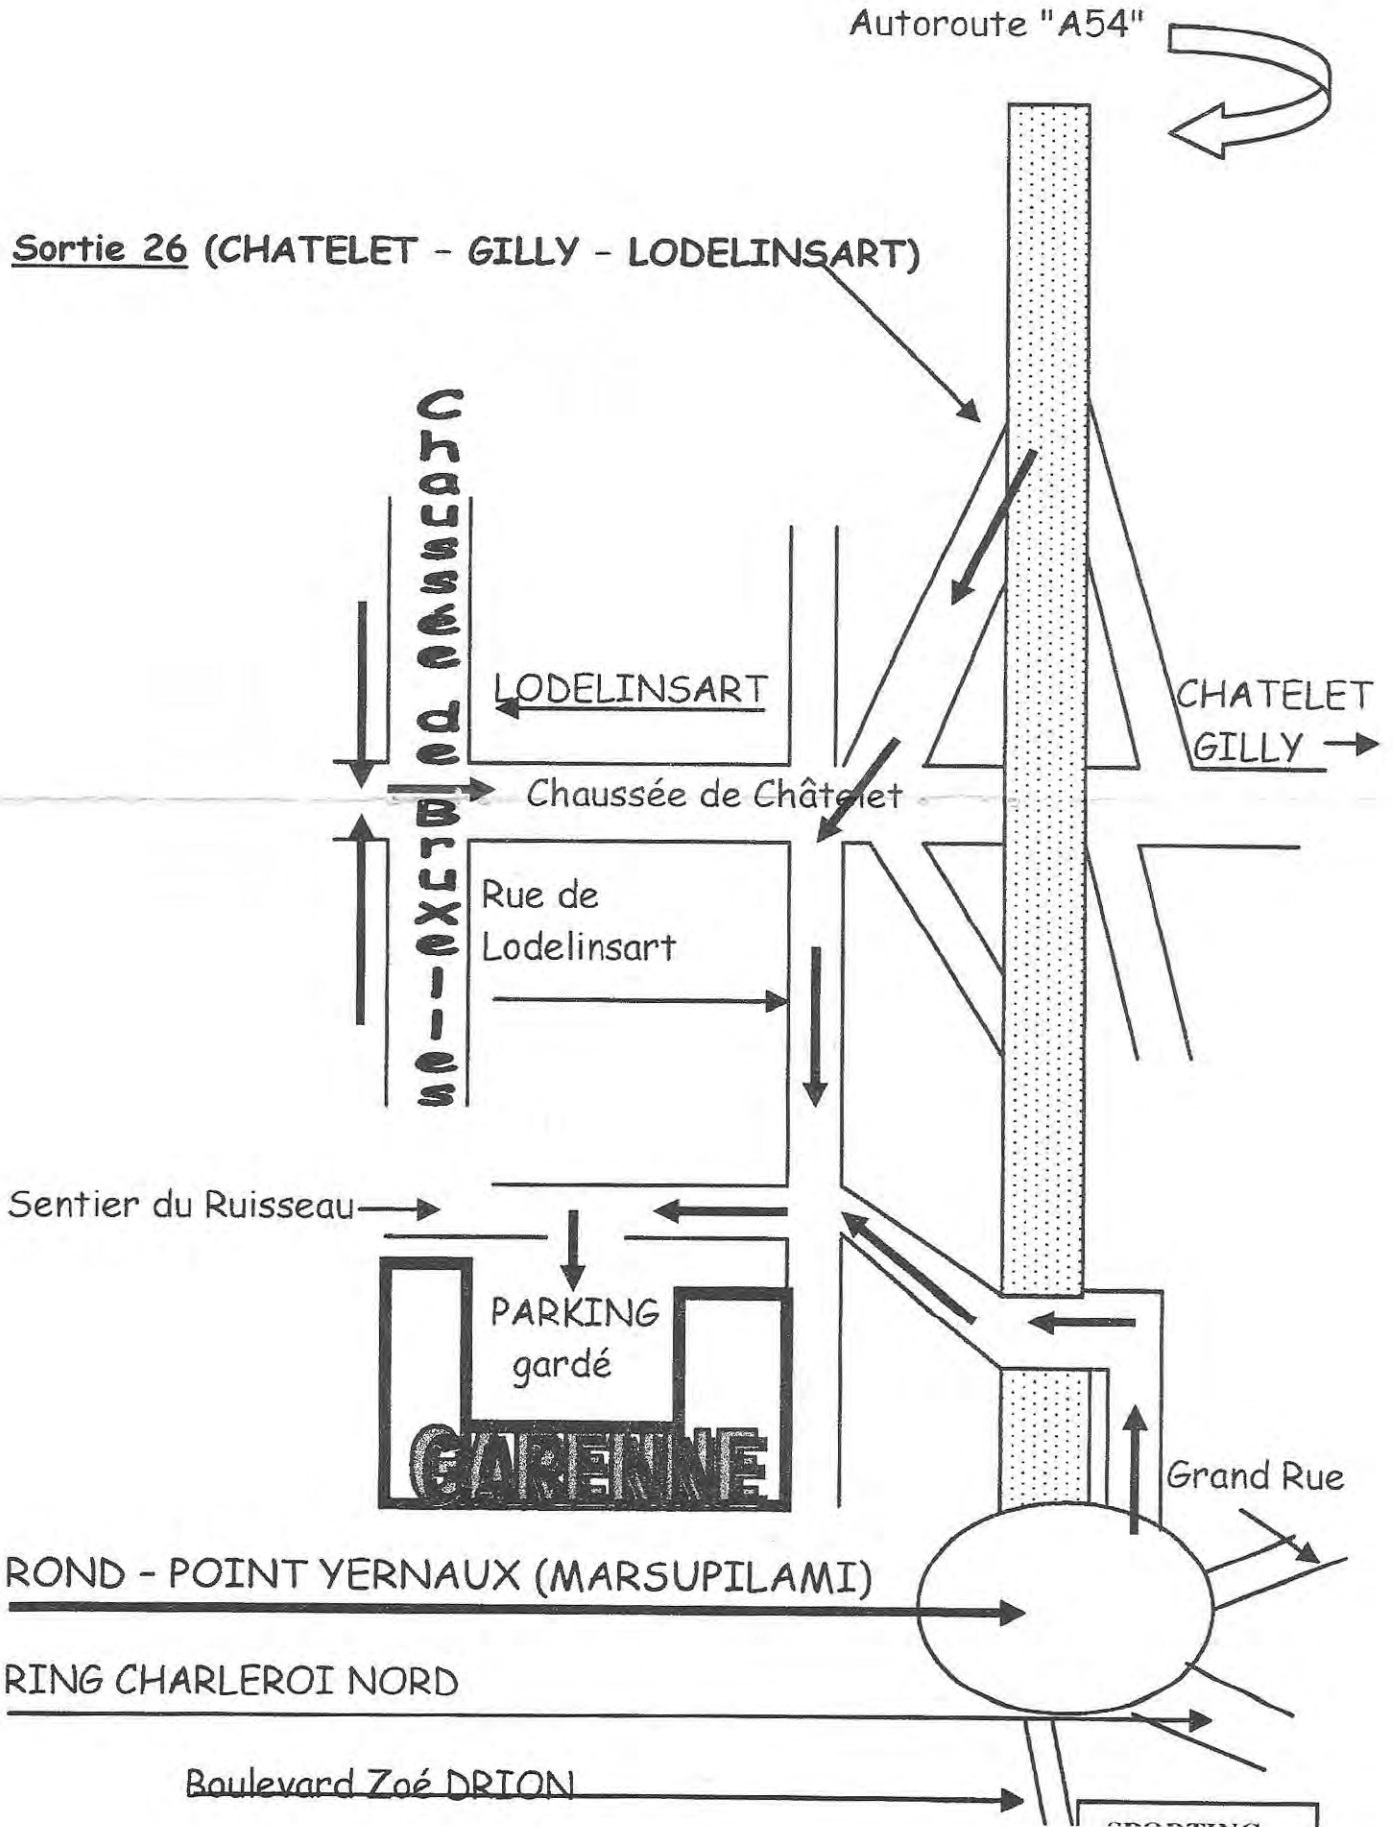 Autoroute "A54"
Sortie 26 (CHATELET - GILLY - LODELINSART)
Chaussée de Bruxelles
LODELINSART
CHATELET
GILLY
Chaussée de Châtelet
Rue de
Lodelinsart
Sentier du Ruisseau
PARKING
gardé
GARENNE
Grand Rue
ROND - POINT YERNAUX (MARSUPILAMI)
RING CHARLEROI NORD
Boulevard Zoé DRION
SPORTING